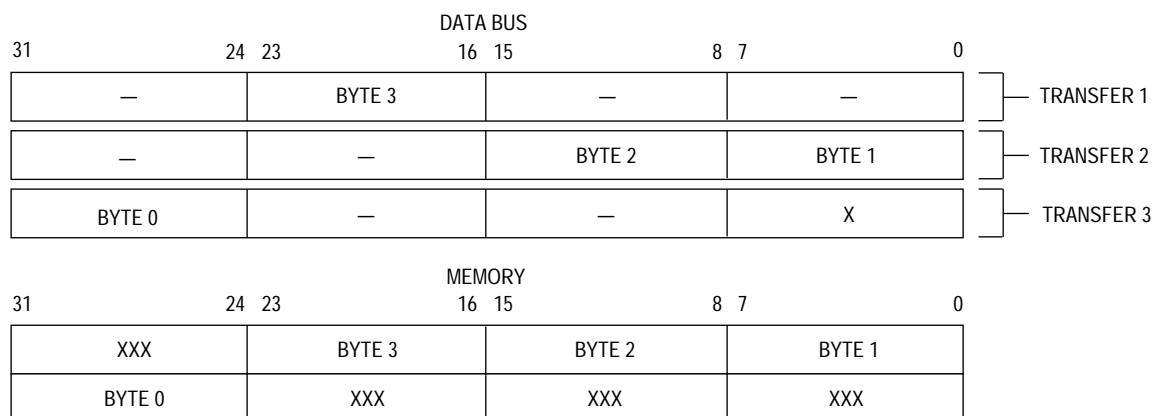 DATA BUS
31 24 23 16 15 8 7 0
— BYTE 3 — — TRANSFER 1
— — BYTE 2 BYTE 1 TRANSFER 2
BYTE 0 — — X TRANSFER 3
MEMORY
31 24 23 16 15 8 7 0
XXX BYTE 3 BYTE 2 BYTE 1
BYTE 0 XXX XXX XXX